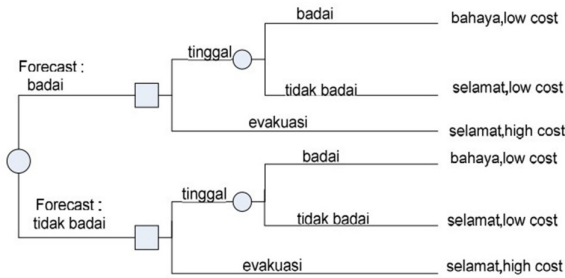 badai
bahaya,low cost
tinggal
Forecast :
badai
tidak badai
selamat,low cost
evakuasi
selamat,high cost
badai
bahaya,low cost
tinggal
Forecast :
tidak badai
tidak badai
selamat,low cost
evakuasi
selamat,high cost